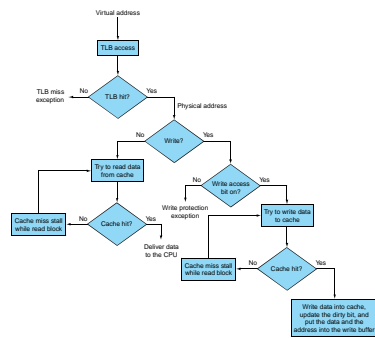 Virtual address
TLB access
TLB miss
exception
No
TLB hit?
Yes
Physical address
No
Write?
Yes
Try to read data
from cache
No
Write access
bit on?
Yes
Write protection
exception
Try to write data
to cache
Cache miss stall
while read block
No
Cache hit?
Yes
Deliver data
to the CPU
Cache miss stall
while read block
No
Cache hit?
Yes
Write data into cache,
update the dirty bit, and
put the data and the
address into the write buffer